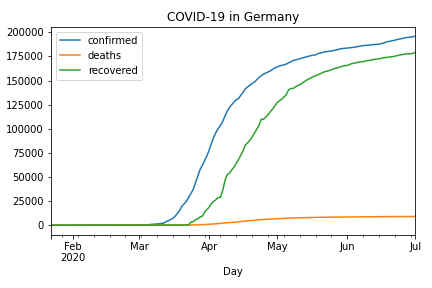 COVID-19 in Germany
200000
175000
150000
125000
100000
75000
50000
25000
0
confirmed
deaths
recovered
Feb Mar Apr May Jun Jul
2020
Day